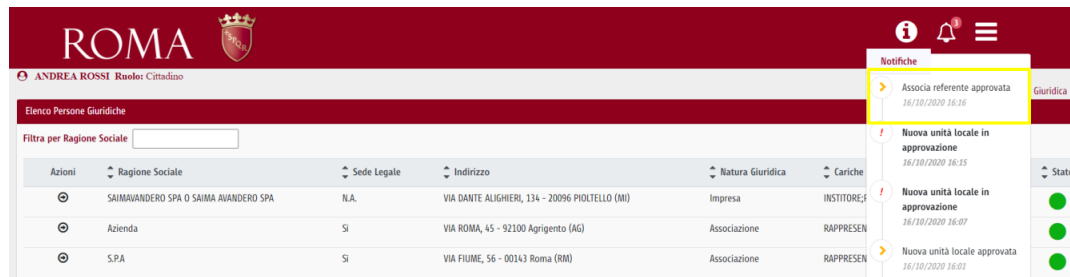 ROMA
3
Notifiche
ANDREA ROSSI Ruolo: Cittadino
Associa referente approvata
16/10/2020 16:16
Giuridica
Elenco Persone Giuridiche
Filtra per Ragione Sociale
Nuova unità locale in
approvazione
16/10/2020 16:15
Azioni Ragione Sociale Sede Legale Indirizzo Natura Giuridica Cariche Stato
SAIMAVANDERO SPA O SAIMA AVANDERO SPA N.A. VIA DANTE ALIGHIERI, 134 - 20096 PIOLTELLO (MI) Impresa INSTITORE;
Nuova unità locale in
approvazione
16/10/2020 16:07
Azienda Si VIA ROMA, 45 - 92100 Agrigento (AG) Associazione RAPPRESEN
Nuova unità locale approvata
16/10/2020 16:01
S.P.A Si VIA FIUME, 56 - 00143 Roma (RM) Associazione RAPPRESEN